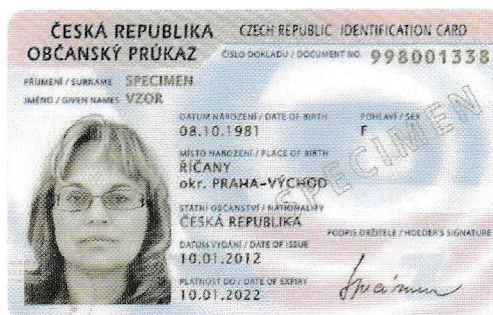 ČESKÁ REPUBLIKA CZECH REPUBLIC IDENTIFICATION CARD
OBČANSKÝ PRŮKAZ ČÍSLO DOKLADU / DOCUMENT NO. 998001338
PŘÍJMENÍ / SURNAME SPECIMEN
JMÉNO / GIVEN NAMES VZOR
DATUM NAROZENÍ / DATE OF BIRTH POHLAVÍ / SEX
08.10.1981 F
MÍSTO NAROZENÍ / PLACE OF BIRTH
ŘÍČANY
okr. PRAHA-VÝCHOD
SPECIMEN
STÁTNÍ OBČANSTVÍ / NATIONALITY
ČESKÁ REPUBLIKA
PODPIS DRŽITELE / HOLDER'S SIGNATURE
DATUM VYDÁNÍ / DATE OF ISSUE
10.01.2012
PLATNOST DO / DATE OF EXPIRY
10.01.2022
Specimen